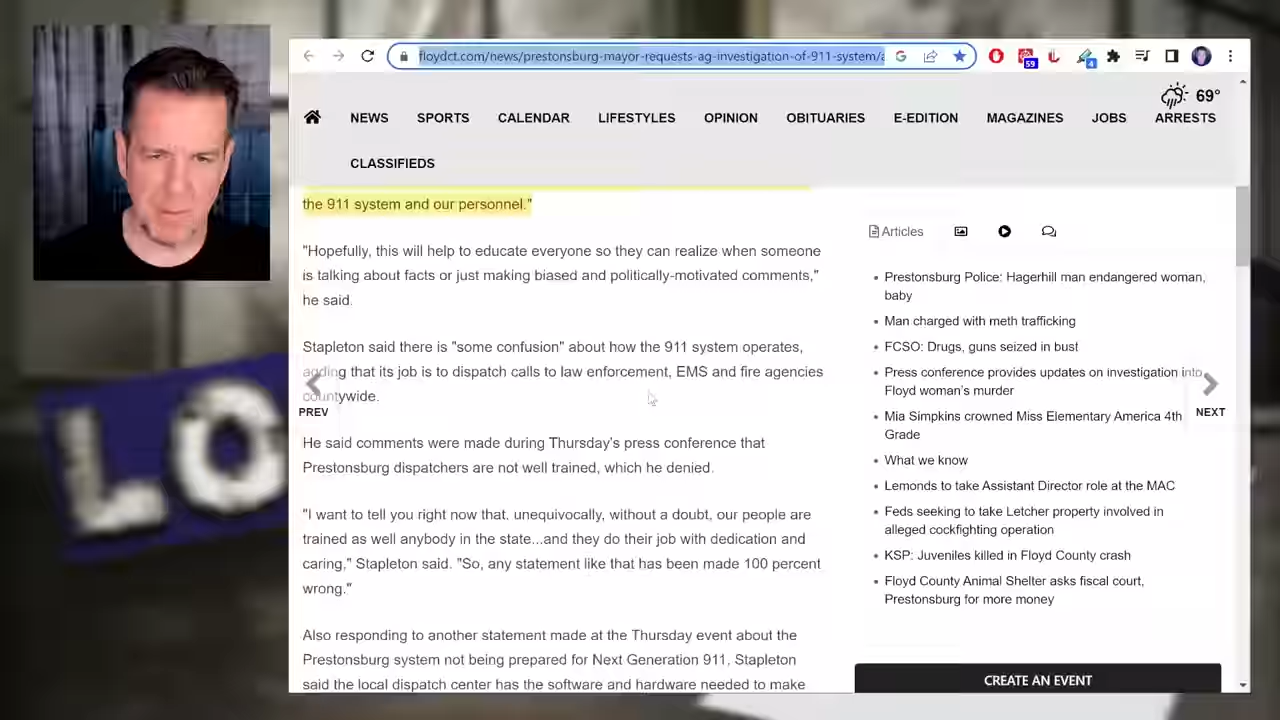 floydct.com/news/prestonsburg-mayor-requests-ag-investigation-of-911-system/a
59
4
69°
NEWS SPORTS CALENDAR LIFESTYLES OPINION OBITUARIES E-EDITION MAGAZINES JOBS ARRESTS
CLASSIFIEDS
the 911 system and our personnel."
"Hopefully, this will help to educate everyone so they can realize when someone
is talking about facts or just making biased and politically-motivated comments,"
he said.
Stapleton said there is "some confusion" about how the 911 system operates,
adding that its job is to dispatch calls to law enforcement, EMS and fire agencies
countywide.
He said comments were made during Thursday's press conference that
Prestonsburg dispatchers are not well trained, which he denied.
"I want to tell you right now that, unequivocally, without a doubt, our people are
trained as well anybody in the state...and they do their job with dedication and
caring," Stapleton said. "So, any statement like that has been made 100 percent
wrong."
Also responding to another statement made at the Thursday event about the
Prestonsburg system not being prepared for Next Generation 911, Stapleton
said the local dispatch center has the software and hardware needed to make
PREV
NEXT
Articles
Prestonsburg Police: Hagerhill man endangered woman,
baby
Man charged with meth trafficking
FCSO: Drugs, guns seized in bust
Press conference provides updates on investigation into
Floyd woman's murder
Mia Simpkins crowned Miss Elementary America 4th
Grade
What we know
Lemonds to take Assistant Director role at the MAC
Feds seeking to take Letcher property involved in
alleged cockfighting operation
KSP: Juveniles killed in Floyd County crash
Floyd County Animal Shelter asks fiscal court,
Prestonsburg for more money
CREATE AN EVENT
LO